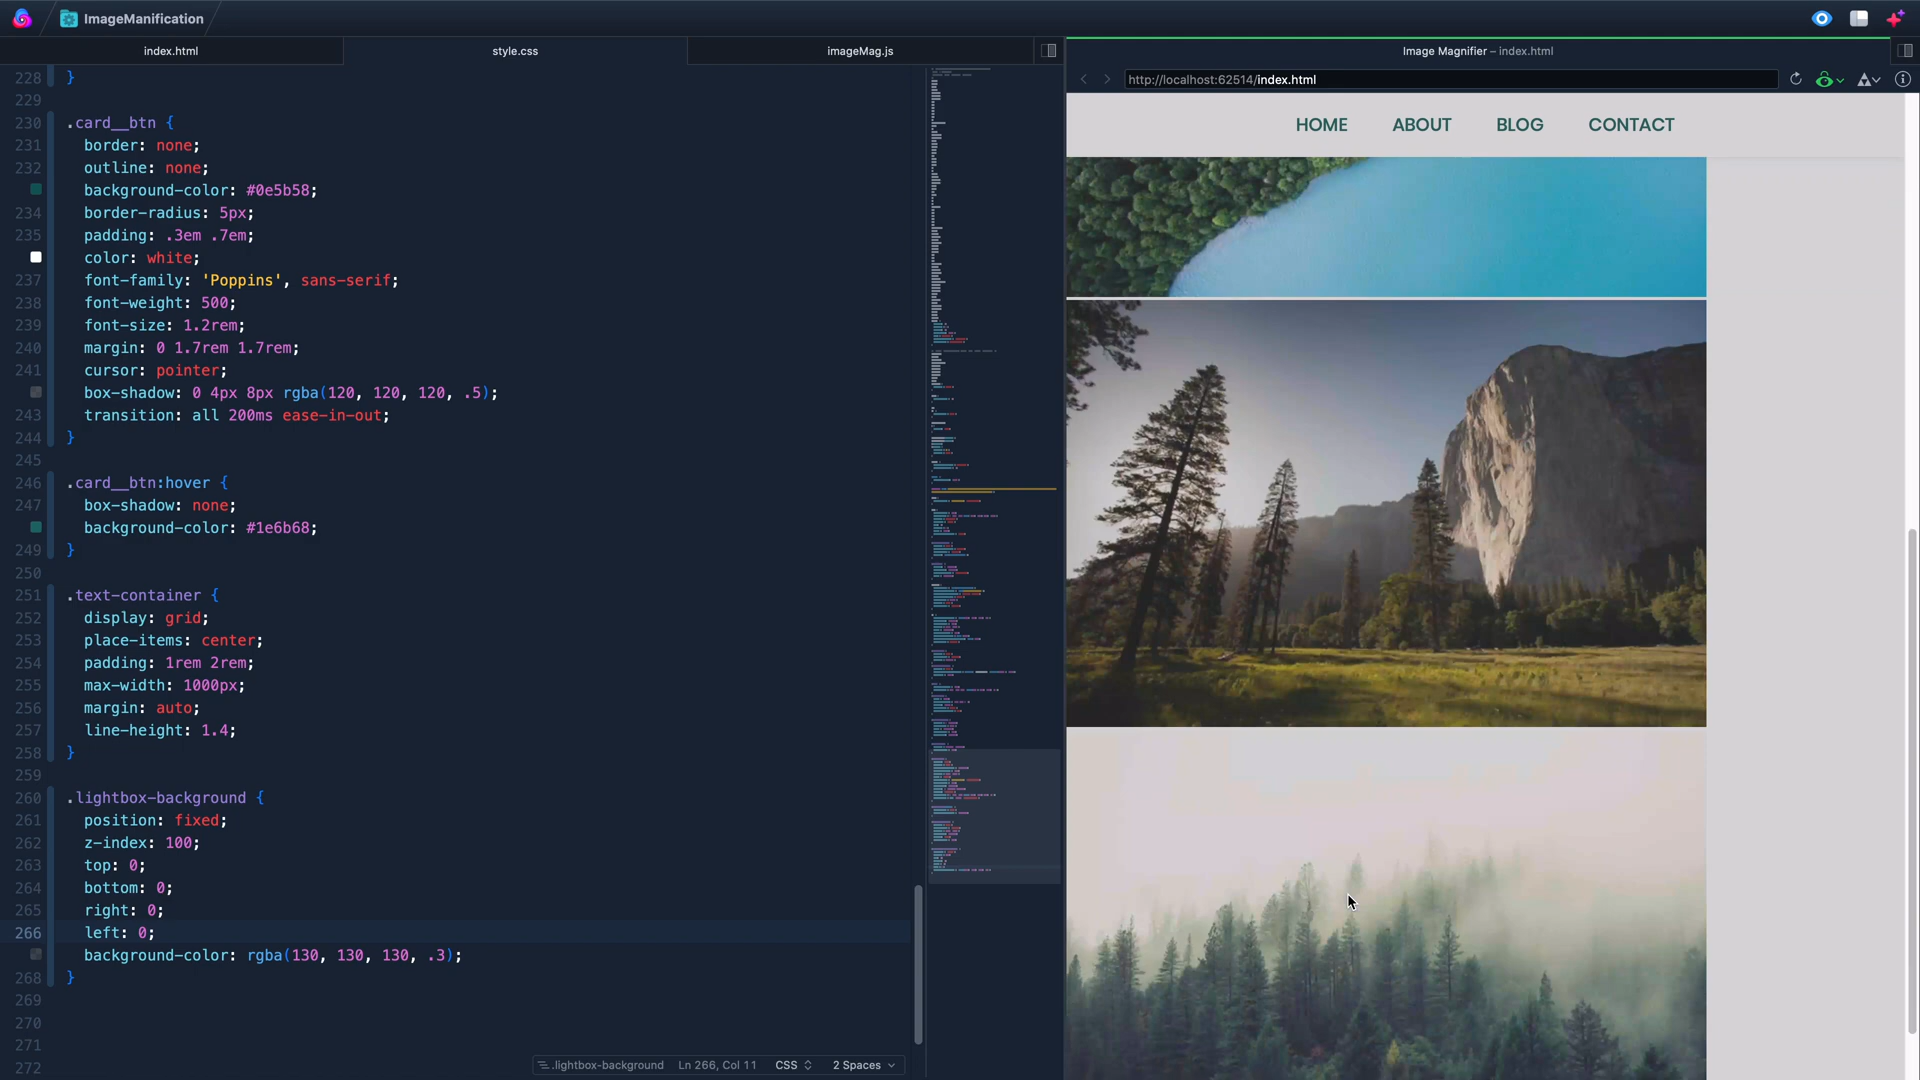 ImageManification
index.html
style.css
imageMag.js
Image Magnifier – index.html
http://localhost:62514/index.html
228 }
229
230 .card__btn {
231 border: none;
232 outline: none;
background-color: #0e5b58;
234 border-radius: 5px;
235 padding: .3em .7em;
color: white;
237 font-family: 'Poppins', sans-serif;
238 font-weight: 500;
239 font-size: 1.2rem;
240 margin: 0 1.7rem 1.7rem;
241 cursor: pointer;
box-shadow: 0 4px 8px rgba(120, 120, 120, .5);
243 transition: all 200ms ease-in-out;
244 }
245
246 .card__btn:hover {
247 box-shadow: none;
background-color: #1e6b68;
249 }
250
251 .text-container {
252 display: grid;
253 place-items: center;
254 padding: 1rem 2rem;
255 max-width: 1000px;
256 margin: auto;
257 line-height: 1.4;
258 }
259
260 .lightbox-background {
261 position: fixed;
262 z-index: 100;
263 top: 0;
264 bottom: 0;
265 right: 0;
266 left: 0;
background-color: rgba(130, 130, 130, .3);
268 }
269
270
271
272
.lightbox-background Ln 266, Col 11 CSS 2 Spaces
HOME ABOUT BLOG CONTACT